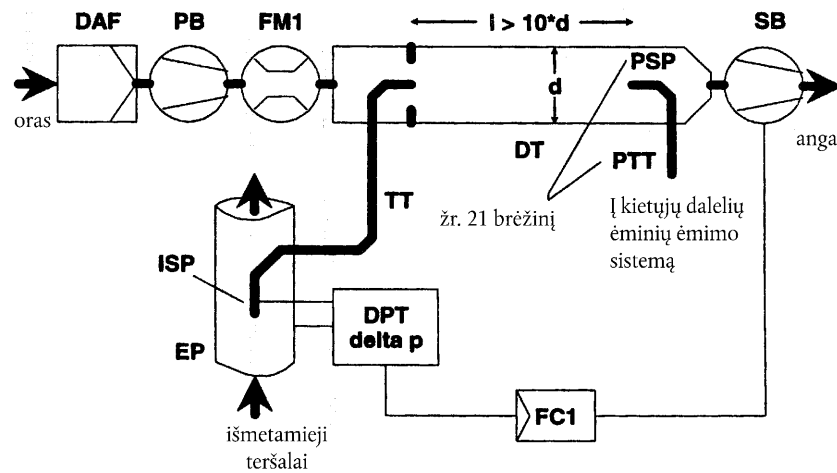 l > 10*d
DAF
PB
FM1
SB
PSP
d
oras
anga
DT
PTT
TT
žr. 21 brėžinį
Į kietųjų dalelių
ėminių ėmimo
sistemą
ISP
DPT
delta p
EP
FC1
išmetamieji
teršalai